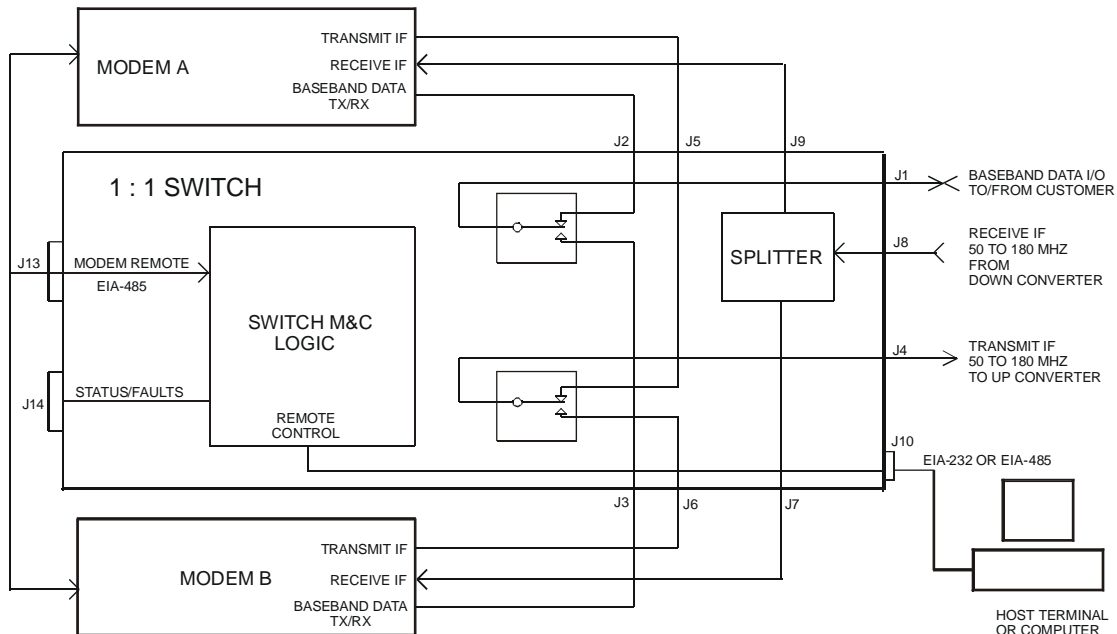 TRANSMIT IF
MODEM A
RECEIVE IF
BASEBAND DATA
TX/RX
J2
J5
J9
1 : 1 SWITCH
J1
BASEBAND DATA I/O
TO/FROM CUSTOMER
J13
MODEM REMOTE
EIA-485
SPLITTER
J8
RECEIVE IF
50 TO 180 MHZ
FROM
DOWN CONVERTER
SWITCH M&C
LOGIC
J4
TRANSMIT IF
50 TO 180 MHZ
TO UP CONVERTER
J14
STATUS/FAULTS
REMOTE
CONTROL
J10
EIA-232 OR EIA-485
J3
J6
J7
TRANSMIT IF
MODEM B
RECEIVE IF
BASEBAND DATA
TX/RX
HOST TERMINAL
OR COMPUTER